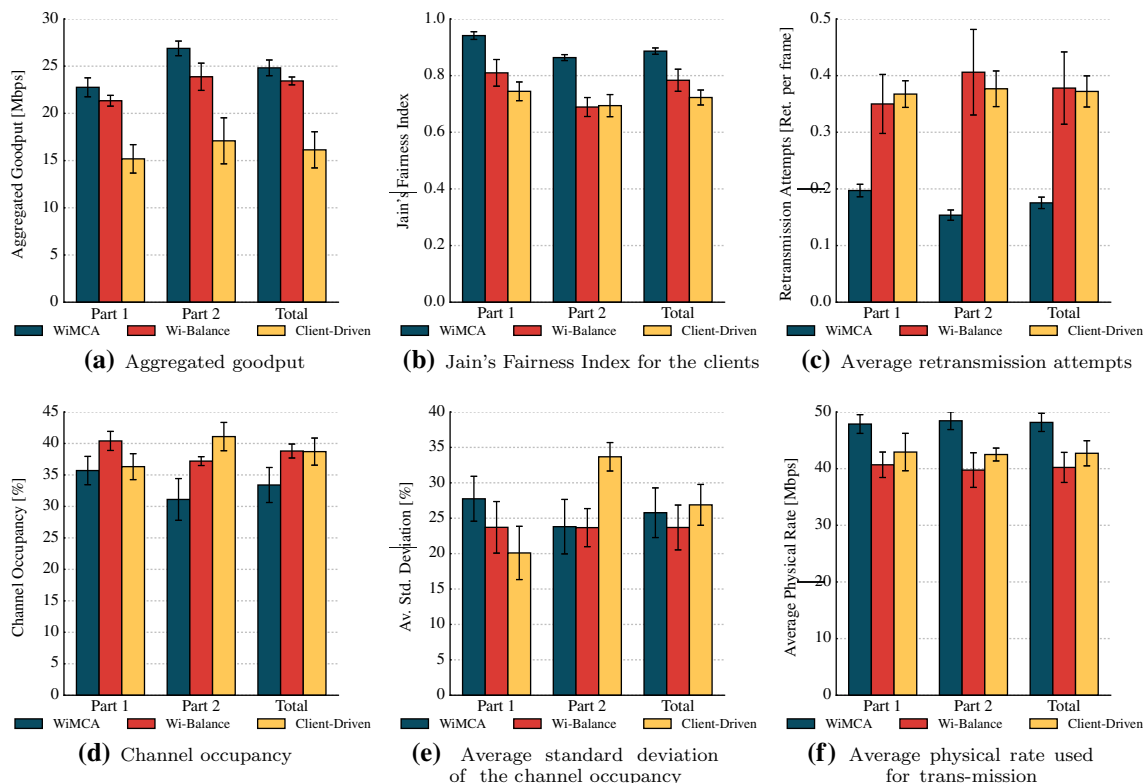 30
25
20
15
10
5
0
Aggregated Goodput [Mbps]
Part 1 Part 2 Total
WiMCA Wi-Balance Client-Driven
(a) Aggregated goodput
1.0
0.8
0.6
0.4
0.2
0.0
Jain's Fairness Index
Part 1 Part 2 Total
WiMCA Wi-Balance Client-Driven
(b) Jain's Fairness Index for the clients
0.5
0.4
0.3
0.2
0.1
0.0
Retransmission Attempts [Ret. per frame]
Part 1 Part 2 Total
WiMCA Wi-Balance Client-Driven
(c) Average retransmission attempts
45
40
35
30
25
20
15
10
5
0
Channel Occupancy [%]
Part 1 Part 2 Total
WiMCA Wi-Balance Client-Driven
(d) Channel occupancy
40
35
30
25
20
15
10
5
0
Av. Std. Deviation [%]
Part 1 Part 2 Total
WiMCA Wi-Balance Client-Driven
(e) Average standard deviation
of the channel occupancy
50
40
30
20
10
0
Average Physical Rate [Mbps]
Part 1 Part 2 Total
WiMCA Wi-Balance Client-Driven
(f) Average physical rate used
for trans-mission